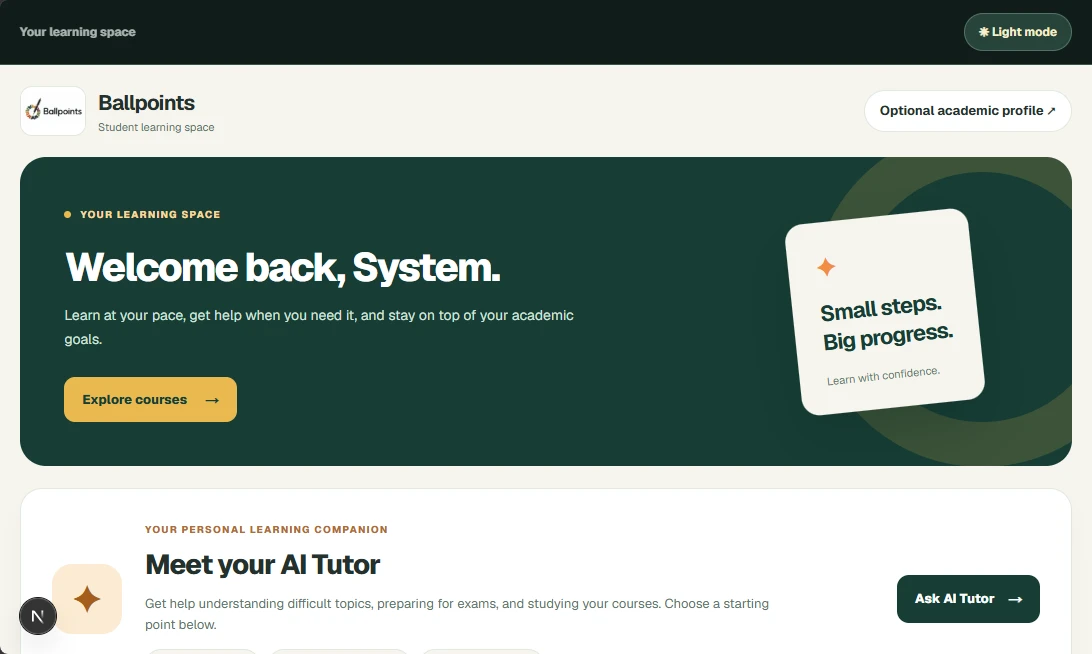 Your learning space
Light mode
Ballpoints
Ballpoints
Student learning space
Optional academic profile ↗
YOUR LEARNING SPACE
Welcome back, System.
Learn at your pace, get help when you need it, and stay on top of your academic
goals.
Explore courses →
Small steps.
Big progress.
Learn with confidence.
YOUR PERSONAL LEARNING COMPANION
Meet your AI Tutor
Get help understanding difficult topics, preparing for exams, and studying your courses. Choose a starting
point below.
Ask AI Tutor →
N